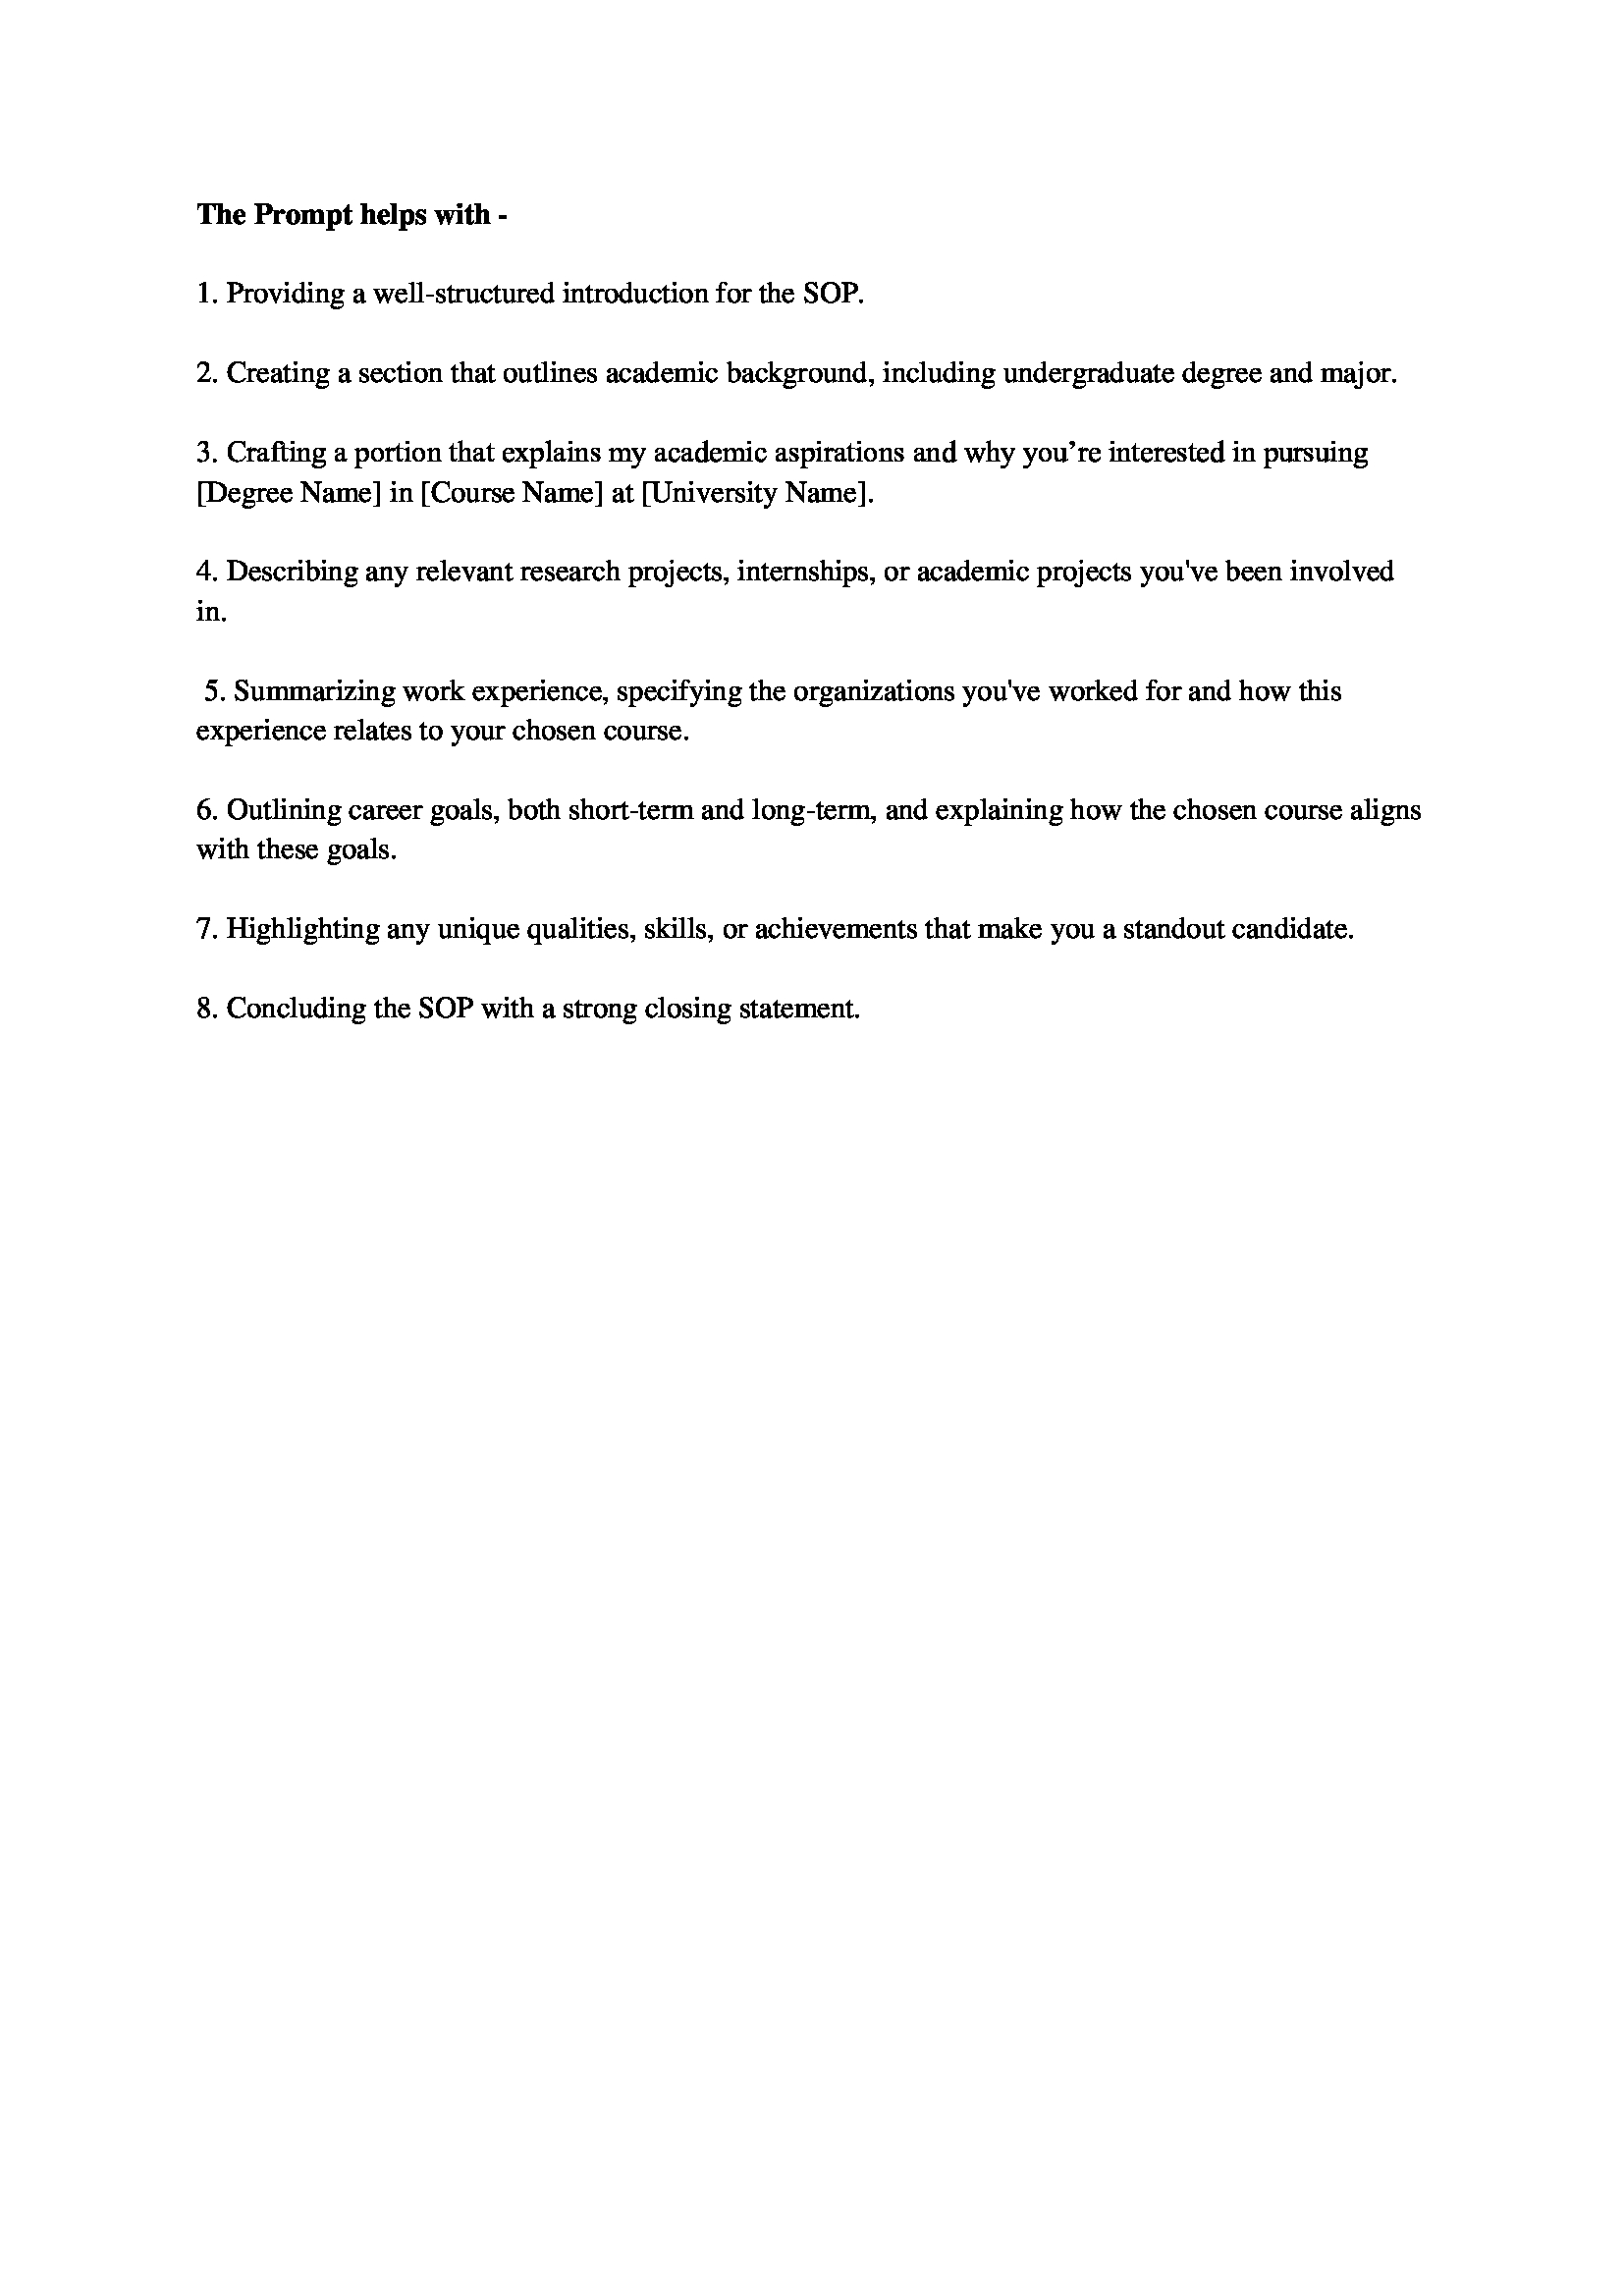 The Prompt helps with -
1. Providing a well-structured introduction for the SOP.
2. Creating a section that outlines academic background, including undergraduate degree and major.
3. Crafting a portion that explains my academic aspirations and why you’re interested in pursuing
[Degree Name] in [Course Name] at [University Name].
4. Describing any relevant research projects, internships, or academic projects you've been involved
in.
5. Summarizing work experience, specifying the organizations you've worked for and how this
experience relates to your chosen course.
6. Outlining career goals, both short-term and long-term, and explaining how the chosen course aligns
with these goals.
7. Highlighting any unique qualities, skills, or achievements that make you a standout candidate.
8. Concluding the SOP with a strong closing statement.